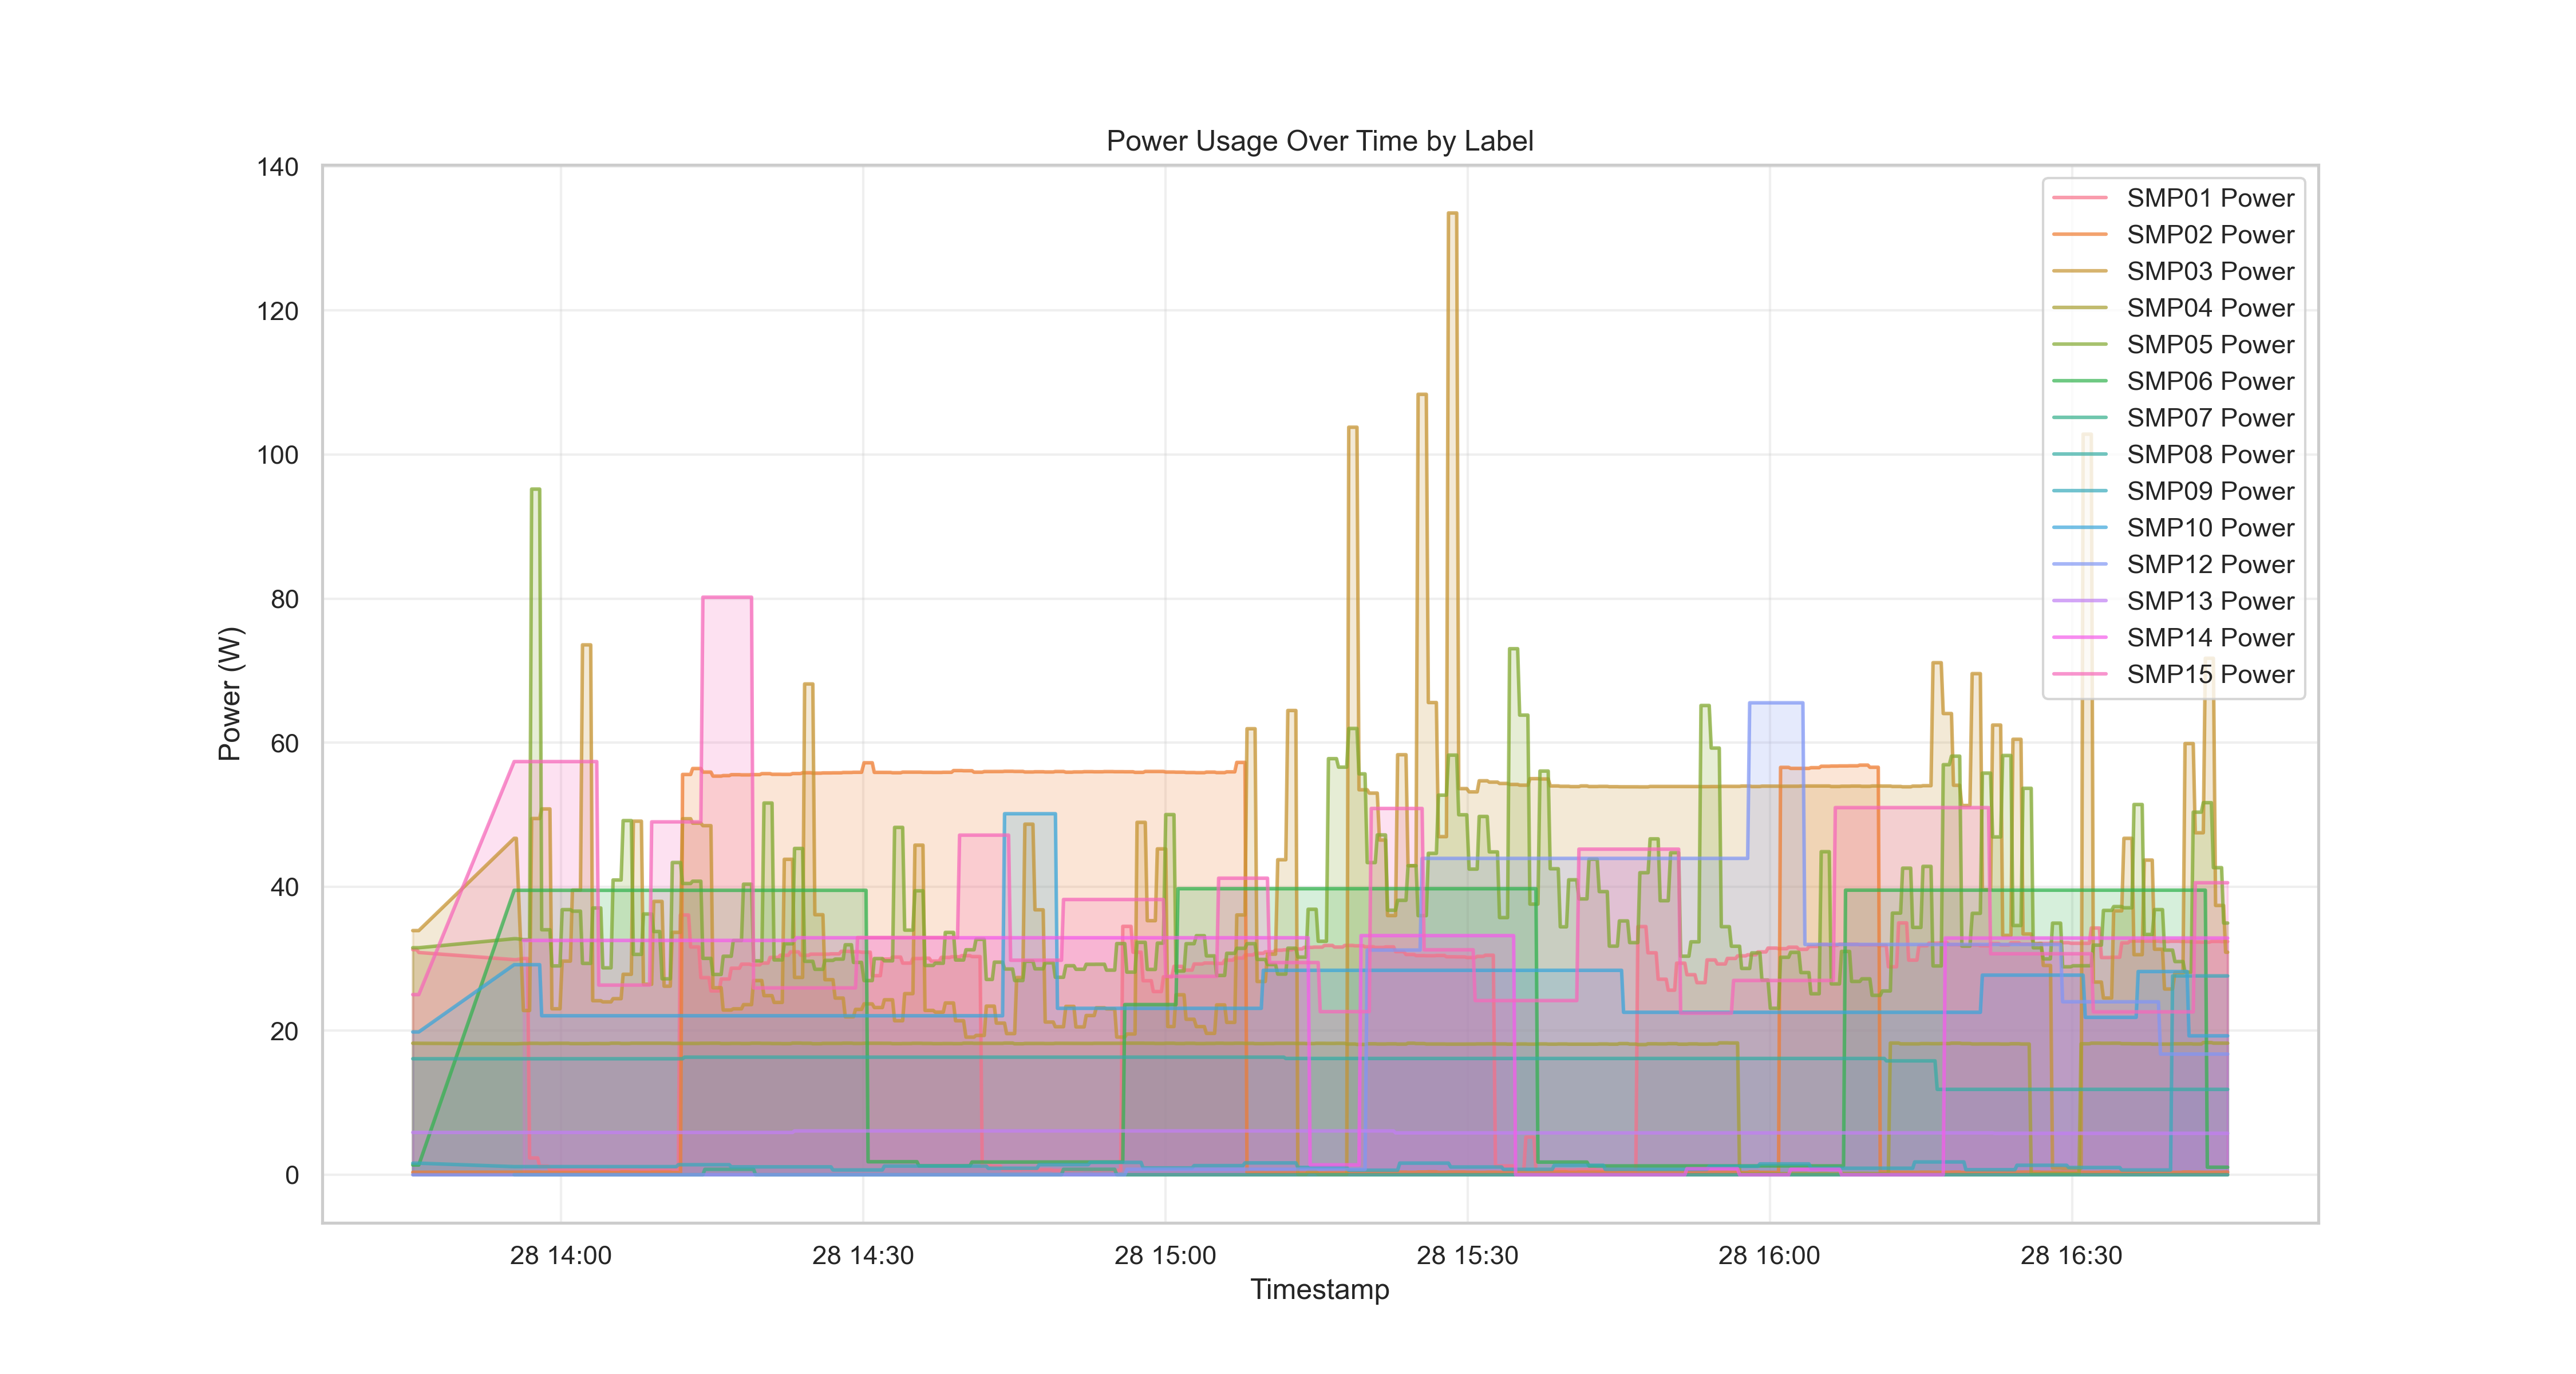 Power Usage Over Time by Label
140
120
100
80
60
40
20
0
Power (W)
SMP01 Power
SMP02 Power
SMP03 Power
SMP04 Power
SMP05 Power
SMP06 Power
SMP07 Power
SMP08 Power
SMP09 Power
SMP10 Power
SMP12 Power
SMP13 Power
SMP14 Power
SMP15 Power
28 14:00
28 14:30
28 15:00
28 15:30
28 16:00
28 16:30
Timestamp